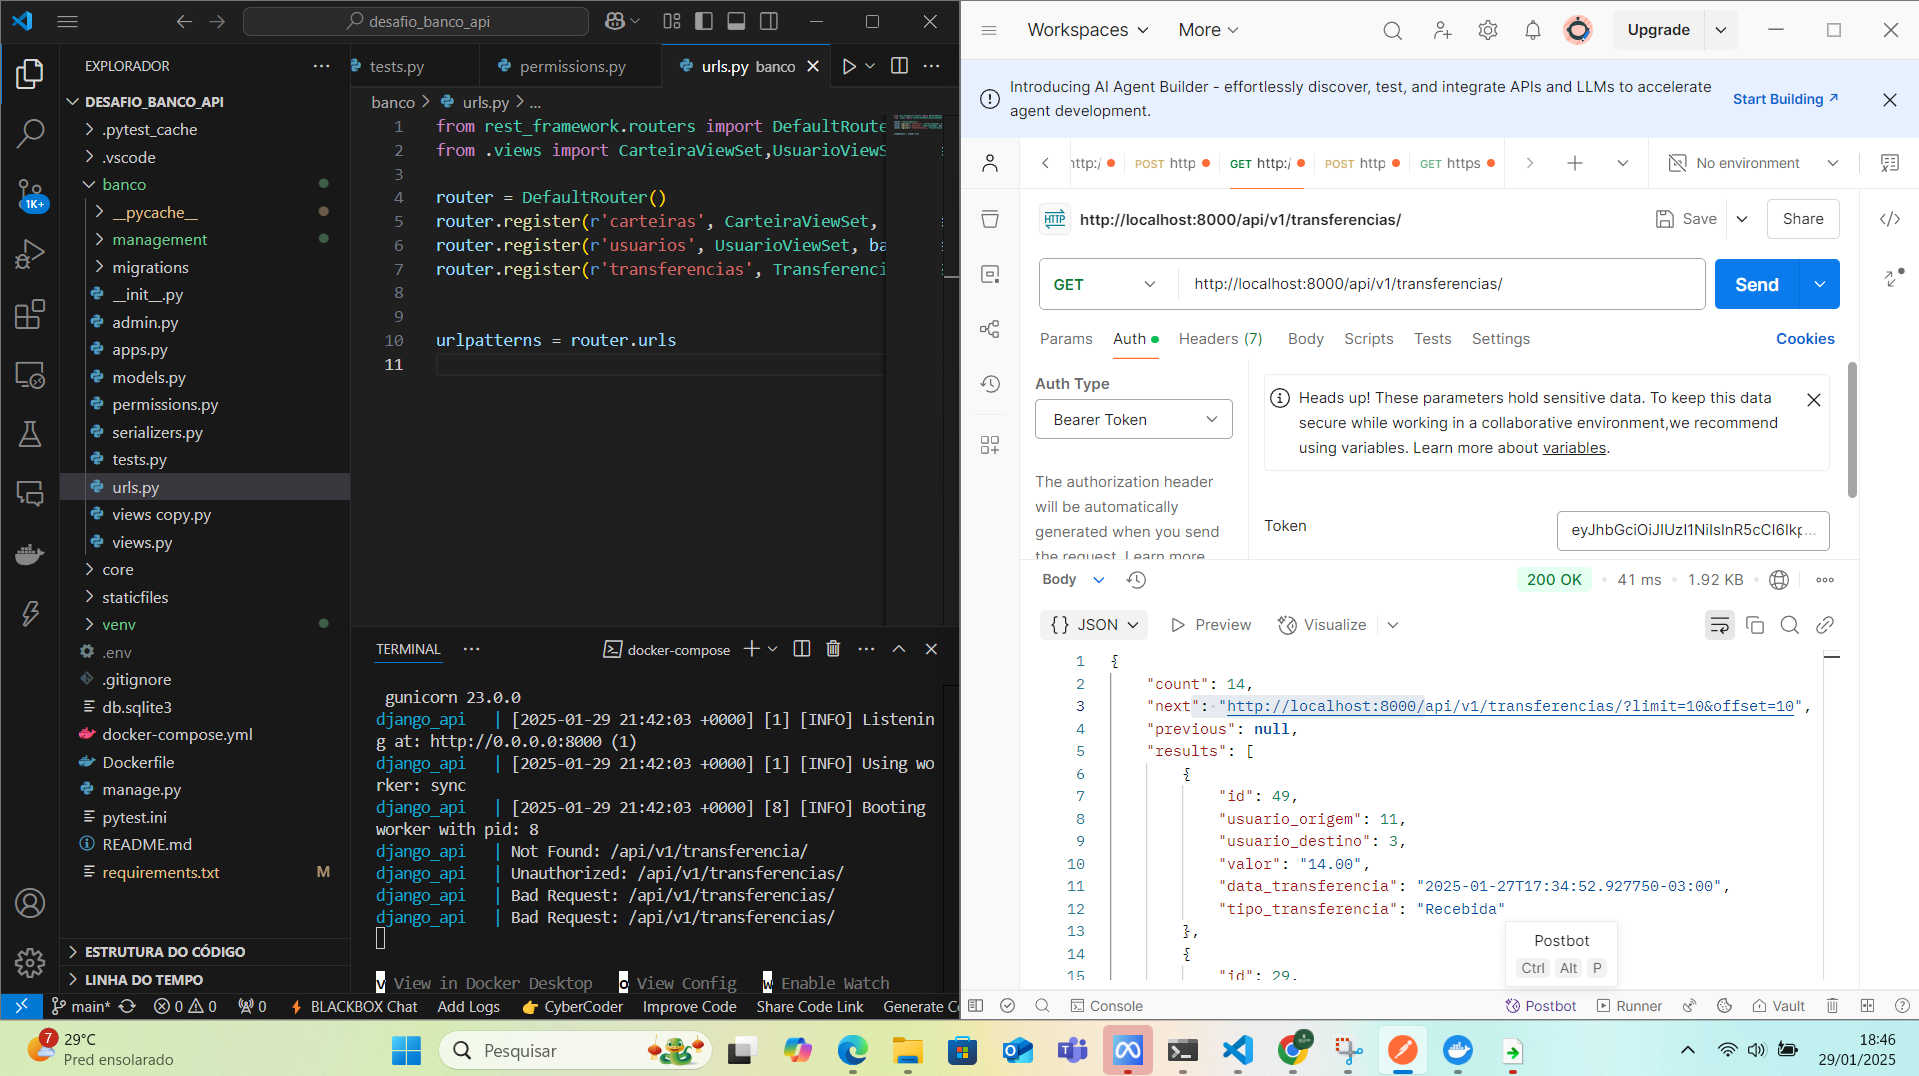 desafio_banco_api
EXPLORADOR
DESAFIO_BANCO_API
.pytest_cache
.vscode
banco
__pycache__
management
migrations
__init__.py
admin.py
apps.py
models.py
permissions.py
serializers.py
tests.py
urls.py
views copy.py
views.py
core
staticfiles
venv
.env
.gitignore
db.sqlite3
docker-compose.yml
Dockerfile
manage.py
pytest.ini
README.md
requirements.txt M
ESTRUTURA DO CÓDIGO
LINHA DO TEMPO
1K+
tests.py permissions.py urls.py banco
banco > urls.py > ...
1 from rest_framework.routers import DefaultRoute
2 from .views import CarteiraViewSet,UsuarioViewS
3
4 router = DefaultRouter()
5 router.register(r'carteiras', CarteiraViewSet,
6 router.register(r'usuarios', UsuarioViewSet, ba
7 router.register(r'transferencias', Transferenci
8
9
10 urlpatterns = router.urls
11
TERMINAL docker-compose
gunicorn 23.0.0
django_api | [2025-01-29 21:42:03 +0000] [1] [INFO] Listenin
g at: http://0.0.0.0:8000 (1)
django_api | [2025-01-29 21:42:03 +0000] [1] [INFO] Using wo
rker: sync
django_api | [2025-01-29 21:42:03 +0000] [8] [INFO] Booting
worker with pid: 8
django_api | Not Found: /api/v1/transferencia/
django_api | Unauthorized: /api/v1/transferencias/
django_api | Bad Request: /api/v1/transferencias/
django_api | Bad Request: /api/v1/transferencias/
v View in Docker Desktop o View Config w Enable Watch
main* 0 0 0 BLACKBOX Chat Add Logs CyberCoder Improve Code Share Code Link Generate Co
Workspaces More Upgrade
Introducing AI Agent Builder - effortlessly discover, test, and integrate APIs and LLMs to accelerate
agent development.
Start Building
http:/ POST http GET http:/ POST http GET https No environment
HTTP http://localhost:8000/api/v1/transferencias/ Save Share
GET http://localhost:8000/api/v1/transferencias/ Send
Params Auth Headers (7) Body Scripts Tests Settings Cookies
Auth Type
Bearer Token
The authorization header
will be automatically
generated when you send
the request. Learn more
Heads up! These parameters hold sensitive data. To keep this data
secure while working in a collaborative environment,we recommend
using variables. Learn more about variables.
Token
Body 200 OK 41 ms 1.92 KB
{} JSON Preview Visualize
1 {
2 "count": 14,
3 "next": "http://localhost:8000/api/v1/transferencias/?limit=10&offset=10",
4 "previous": null,
5 "results": [
6 {
7 "id": 49,
8 "usuario_origem": 11,
9 "usuario_destino": 3,
10 "valor": "14.00",
11 "data_transferencia": "2025-01-27T17:34:52.927750-03:00",
12 "tipo_transferencia": "Recebida"
13 },
14 {
15 "id": 29,
Postbot
Ctrl Alt P
Console Postbot Runner Vault
7
29°C
Pred ensolarado
Pesquisar
18:46
29/01/2025